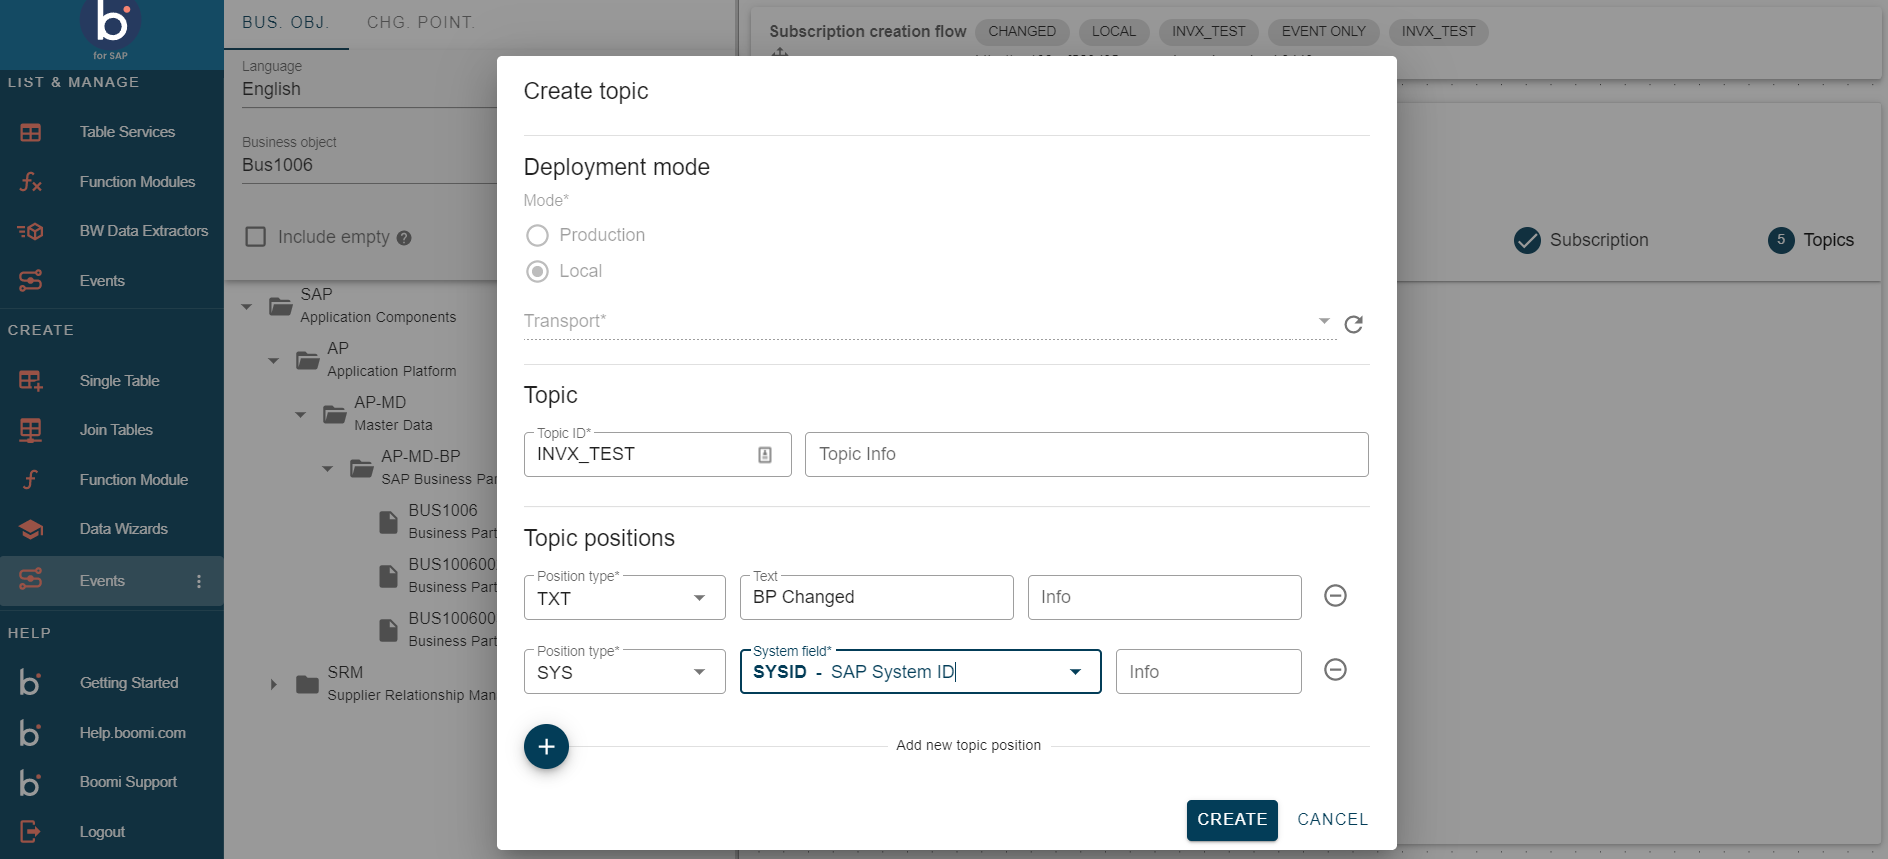 b
for SAP
LIST & MANAGE
Table Services
Function Modules
BW Data Extractors
Events
CREATE
Single Table
Join Tables
Function Module
Data Wizards
Events
HELP
Getting Started
Help.boomi.com
Boomi Support
Logout
BUS. OBJ.
CHG. POINT.
Language
English
Business object
Bus1006
Include empty
SAP
Application Components
AP
Application Platform
AP-MD
Master Data
AP-MD-BP
SAP Business Par
BUS1006
Business Part
BUS100600
Business Part
BUS100600
Business Part
SRM
Supplier Relationship Man
Subscription creation flow CHANGED LOCAL INVX_TEST EVENT ONLY INVX_TEST
Subscription
5 Topics
Create topic
Deployment mode
Mode*
Production
Local
Transport*
Topic
Topic ID*
INVX_TEST
Topic Info
Topic positions
Position type*
TXT
Text
BP Changed
Info
Position type*
SYS
System field*
SYSID - SAP System ID
Info
Add new topic position
CREATE CANCEL